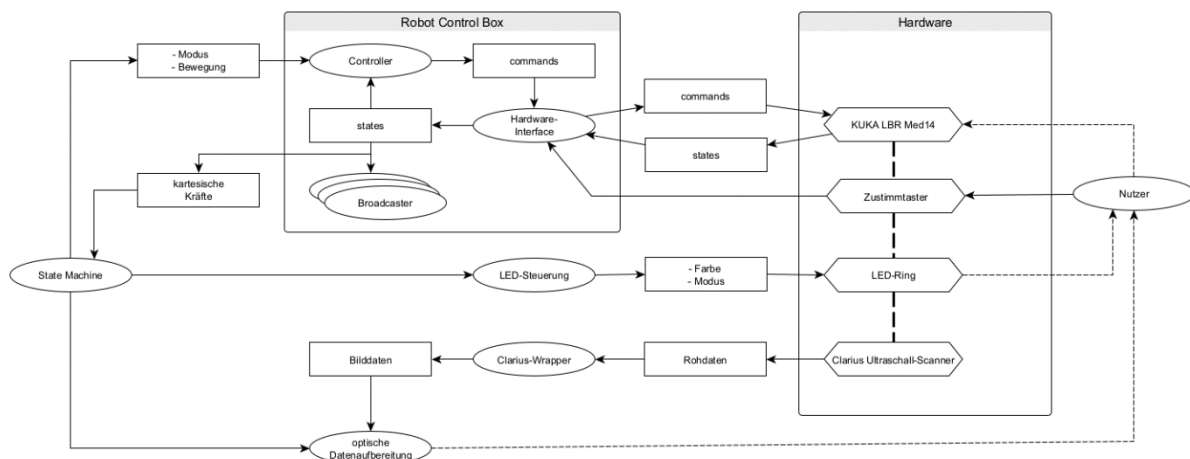 Robot Control Box
Hardware
- Modus
- Bewegung
Controller
commands
commands
states
Hardware-
Interface
KUKA LBR Med14
states
kartesische
Kräfte
Broadcaster
Zustimmtaster
Nutzer
State Machine
LED-Steuerung
- Farbe
- Modus
LED-Ring
Bilddaten
Clarius-Wrapper
Rohdaten
Clarius Ultraschall-Scanner
optische
Datenaufbereitung